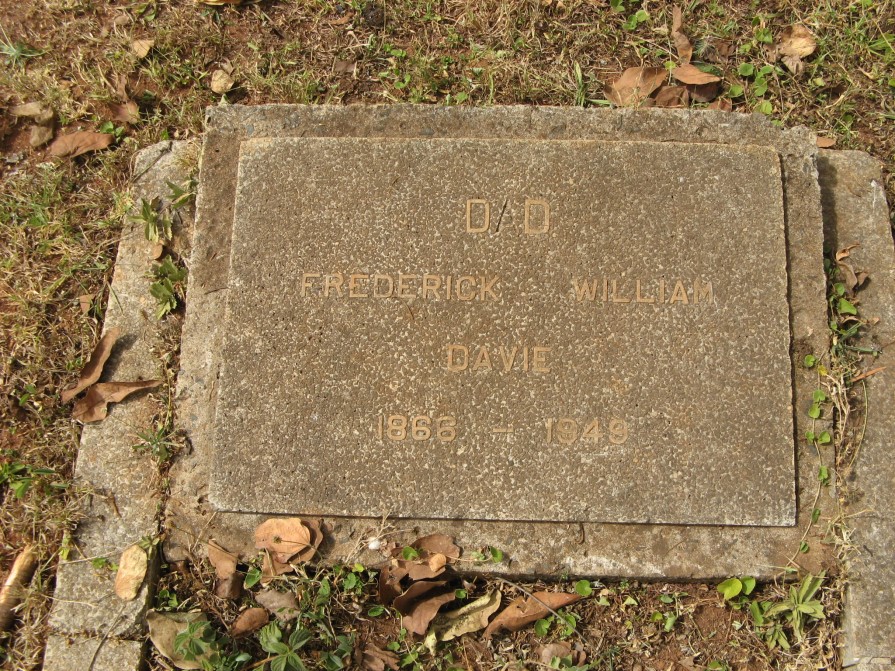 D/D
FREDERICK WILLIAM
DAVIE
1866 - 1949